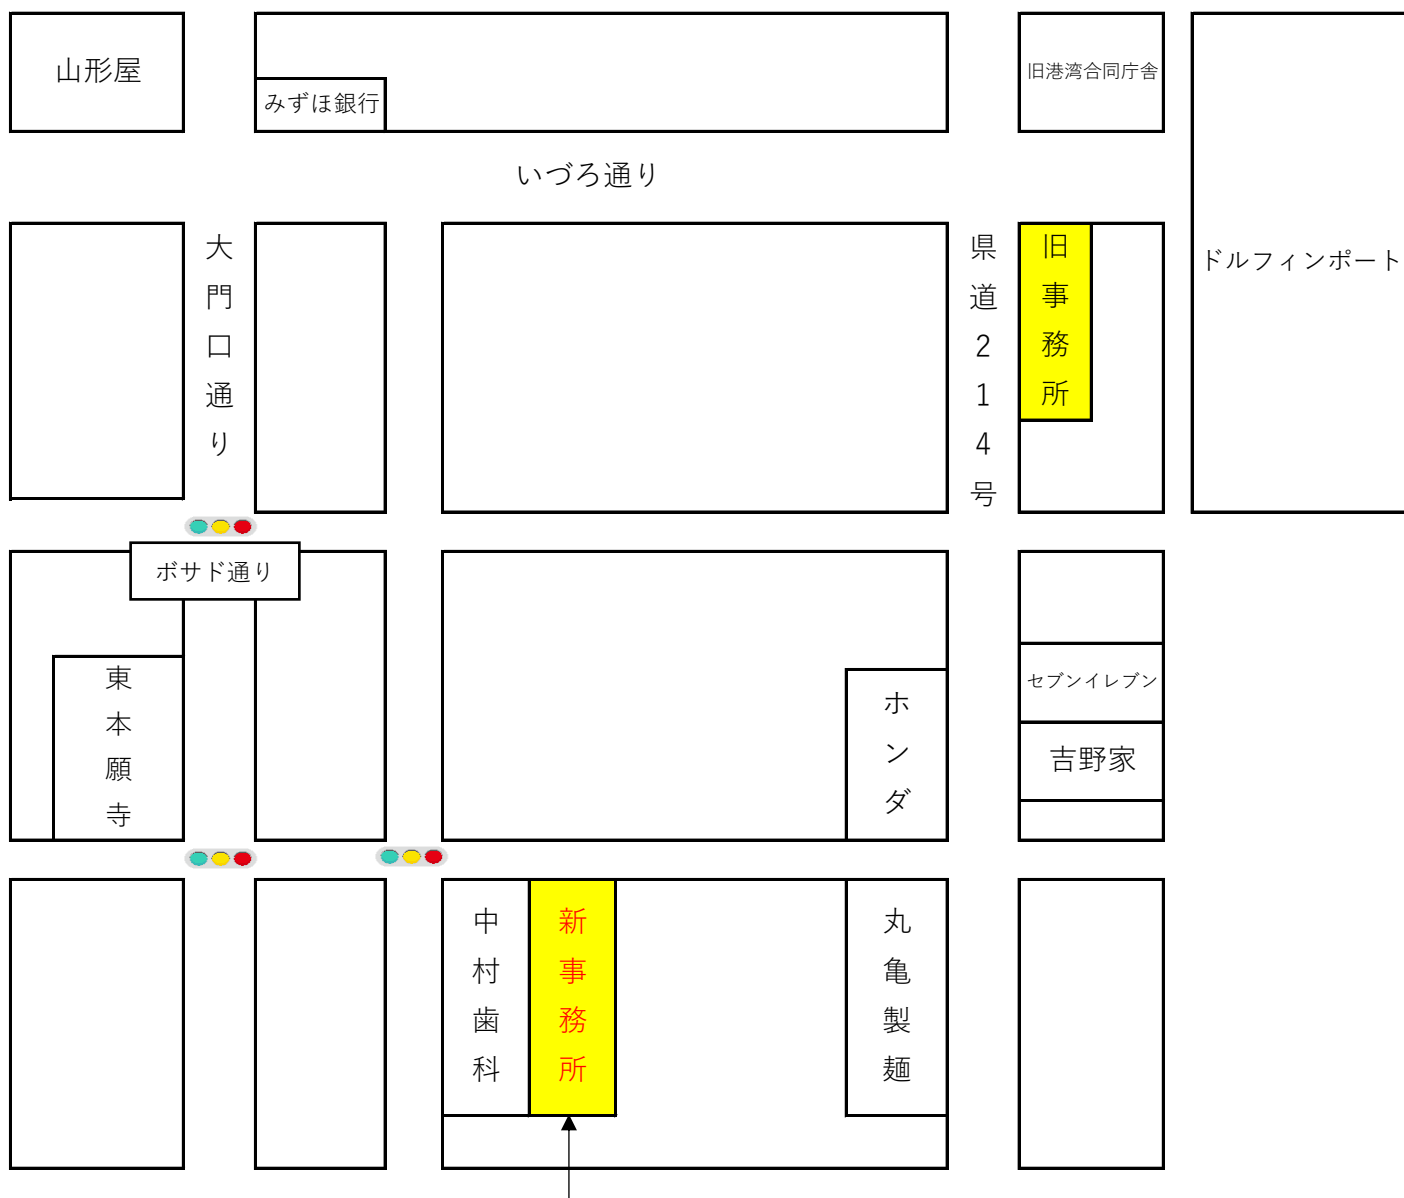 山形屋
みずほ銀行
旧港湾合同庁舎
いづろ通り
大門口通り
県道214号
旧事務所
ドルフィンポート
ボサド通り
東本願寺
ホンダ
セブンイレブン
吉野家
中村歯科
新事務所
丸亀製麺